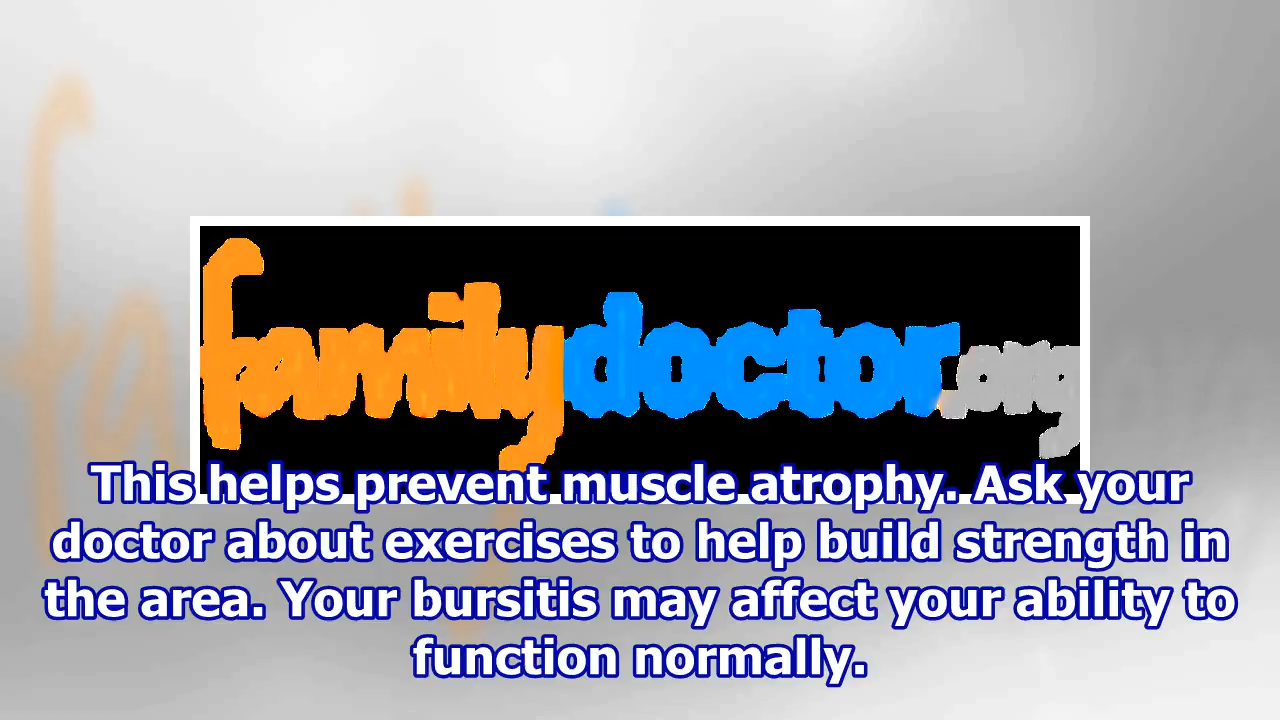 familydoctor.org
This helps prevent muscle atrophy. Ask your
doctor about exercises to help build strength in
the area. Your bursitis may affect your ability to
function normally.